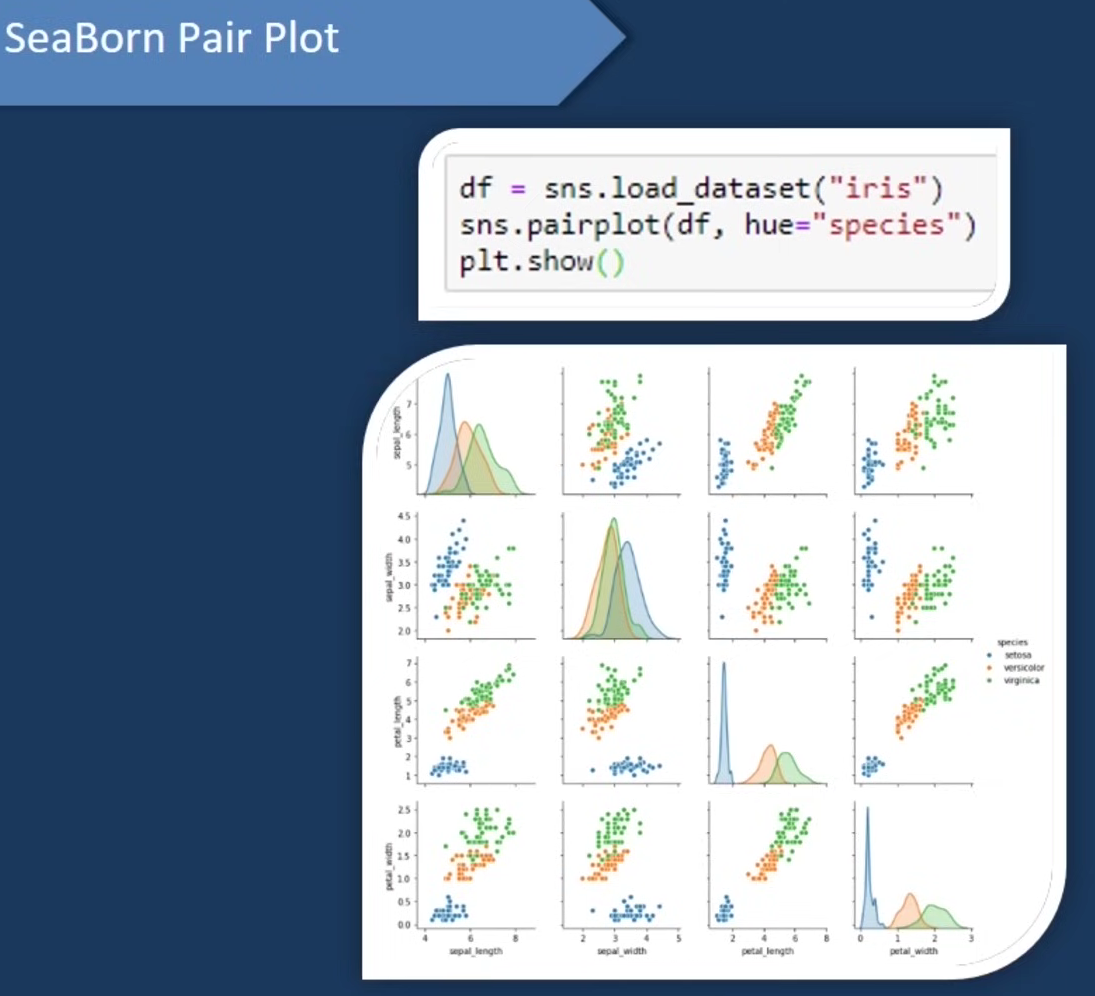 SeaBorn Pair Plot
df = sns.load_dataset("iris")
sns.pairplot(df, hue="species")
plt.show()
sepal_length
7
6
5
sepal_width
4.5
4.0
3.5
3.0
2.5
2.0
species
setosa
versicolor
virginica
petal_length
7
6
5
4
3
2
1
petal_width
2.5
2.0
1.5
1.0
0.5
0.0
4 6 8 2 3 4 5 2 4 6 8 0 1 2 3
sepal_length sepal_width petal_length petal_width